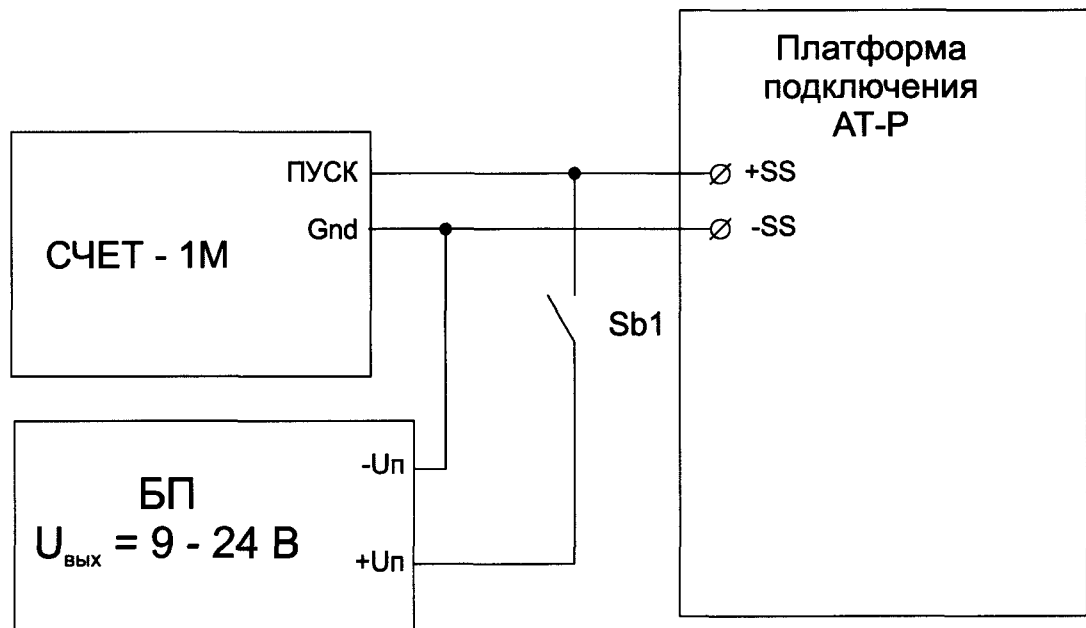 Платформа
подключения
АТ-Р
ПУСК
+SS
Gnd
-SS
СЧЕТ - 1М
Sb1
-Uп
БП
Uвых = 9 - 24 В
+Uп